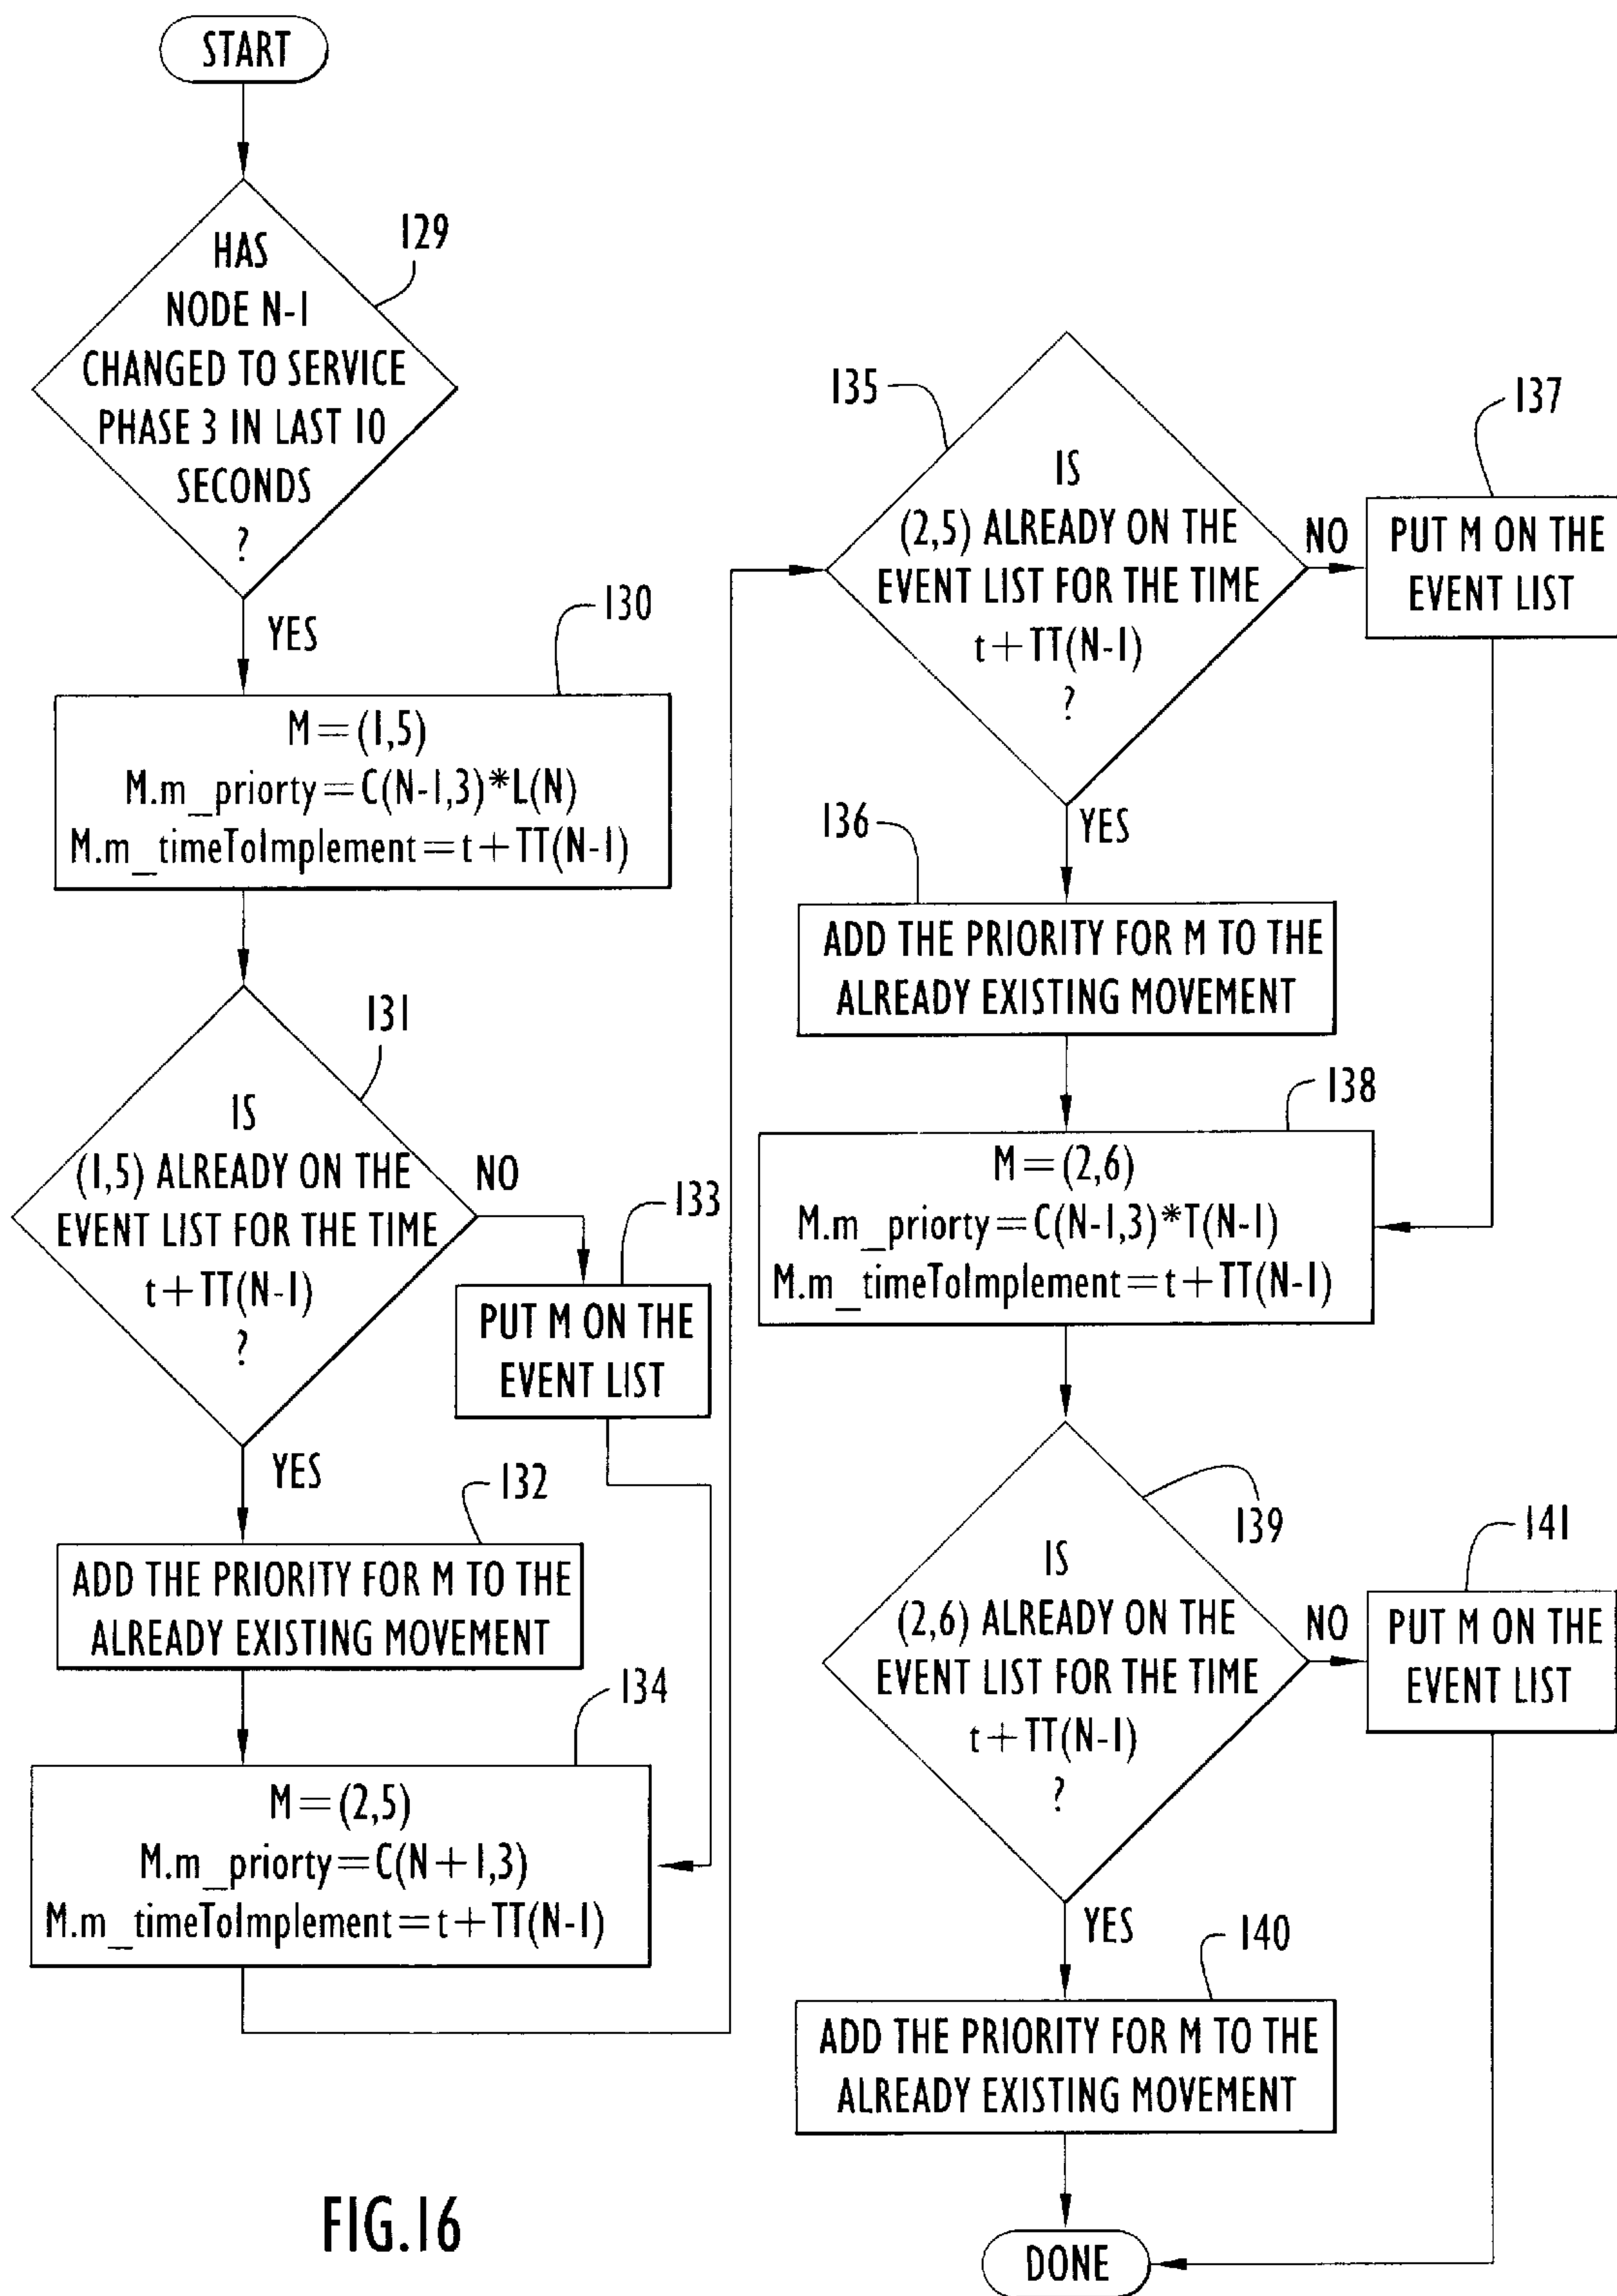 START
HAS
NODE N-1
CHANGED TO SERVICE
PHASE 3 IN LAST 10
SECONDS
?
129
YES
130
M=(1,5)
M.m_priorty=C(N-1,3)*L(N)
M.m_timeToImplement=t+TT(N-1)
131
IS
(1,5) ALREADY ON THE
EVENT LIST FOR THE TIME
t+TT(N-1)
?
NO
133
PUT M ON THE
EVENT LIST
YES
132
ADD THE PRIORITY FOR M TO THE
ALREADY EXISTING MOVEMENT
134
M=(2,5)
M.m_priorty=C(N+1,3)
M.m_timeToImplement=t+TT(N-1)
135
IS
(2,5) ALREADY ON THE
EVENT LIST FOR THE TIME
t+TT(N-1)
?
NO
137
PUT M ON THE
EVENT LIST
YES
136
ADD THE PRIORITY FOR M TO THE
ALREADY EXISTING MOVEMENT
138
M=(2,6)
M.m_priorty=C(N-1,3)*T(N-1)
M.m_timeToImplement=t+TT(N-1)
139
IS
(2,6) ALREADY ON THE
EVENT LIST FOR THE TIME
t+TT(N-1)
?
NO
141
PUT M ON THE
EVENT LIST
YES
140
ADD THE PRIORITY FOR M TO THE
ALREADY EXISTING MOVEMENT
DONE
FIG.16